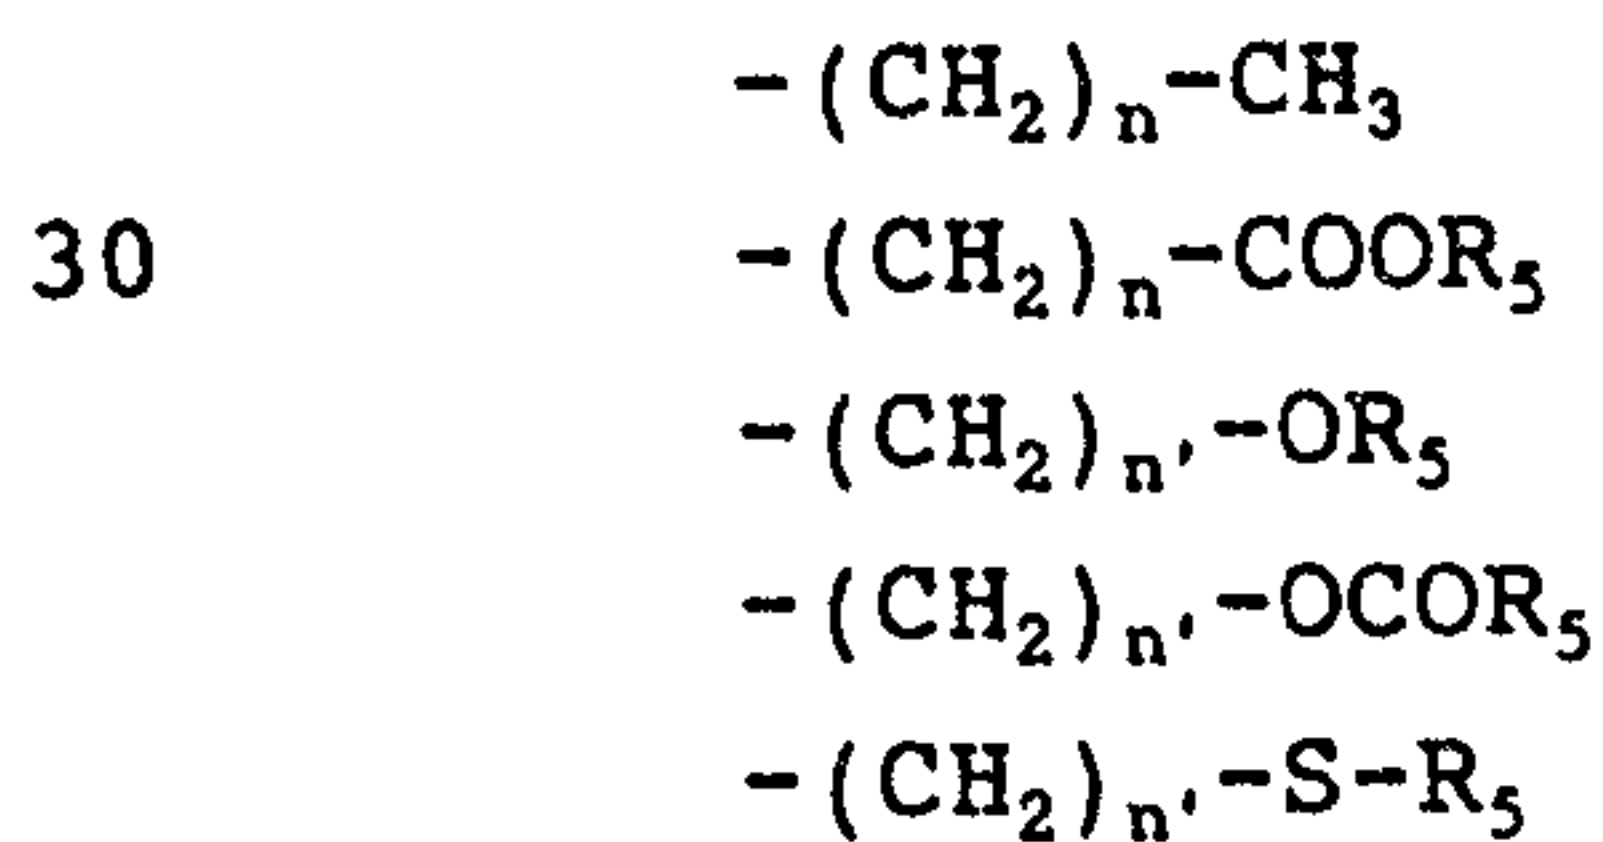 -(CH₂)ₙ-CH₃
30 -(CH₂)ₙ-COOR₅
-(CH₂)ₙ'-OR₅
-(CH₂)ₙ'-OCOR₅
-(CH₂)ₙ'-S-R₅